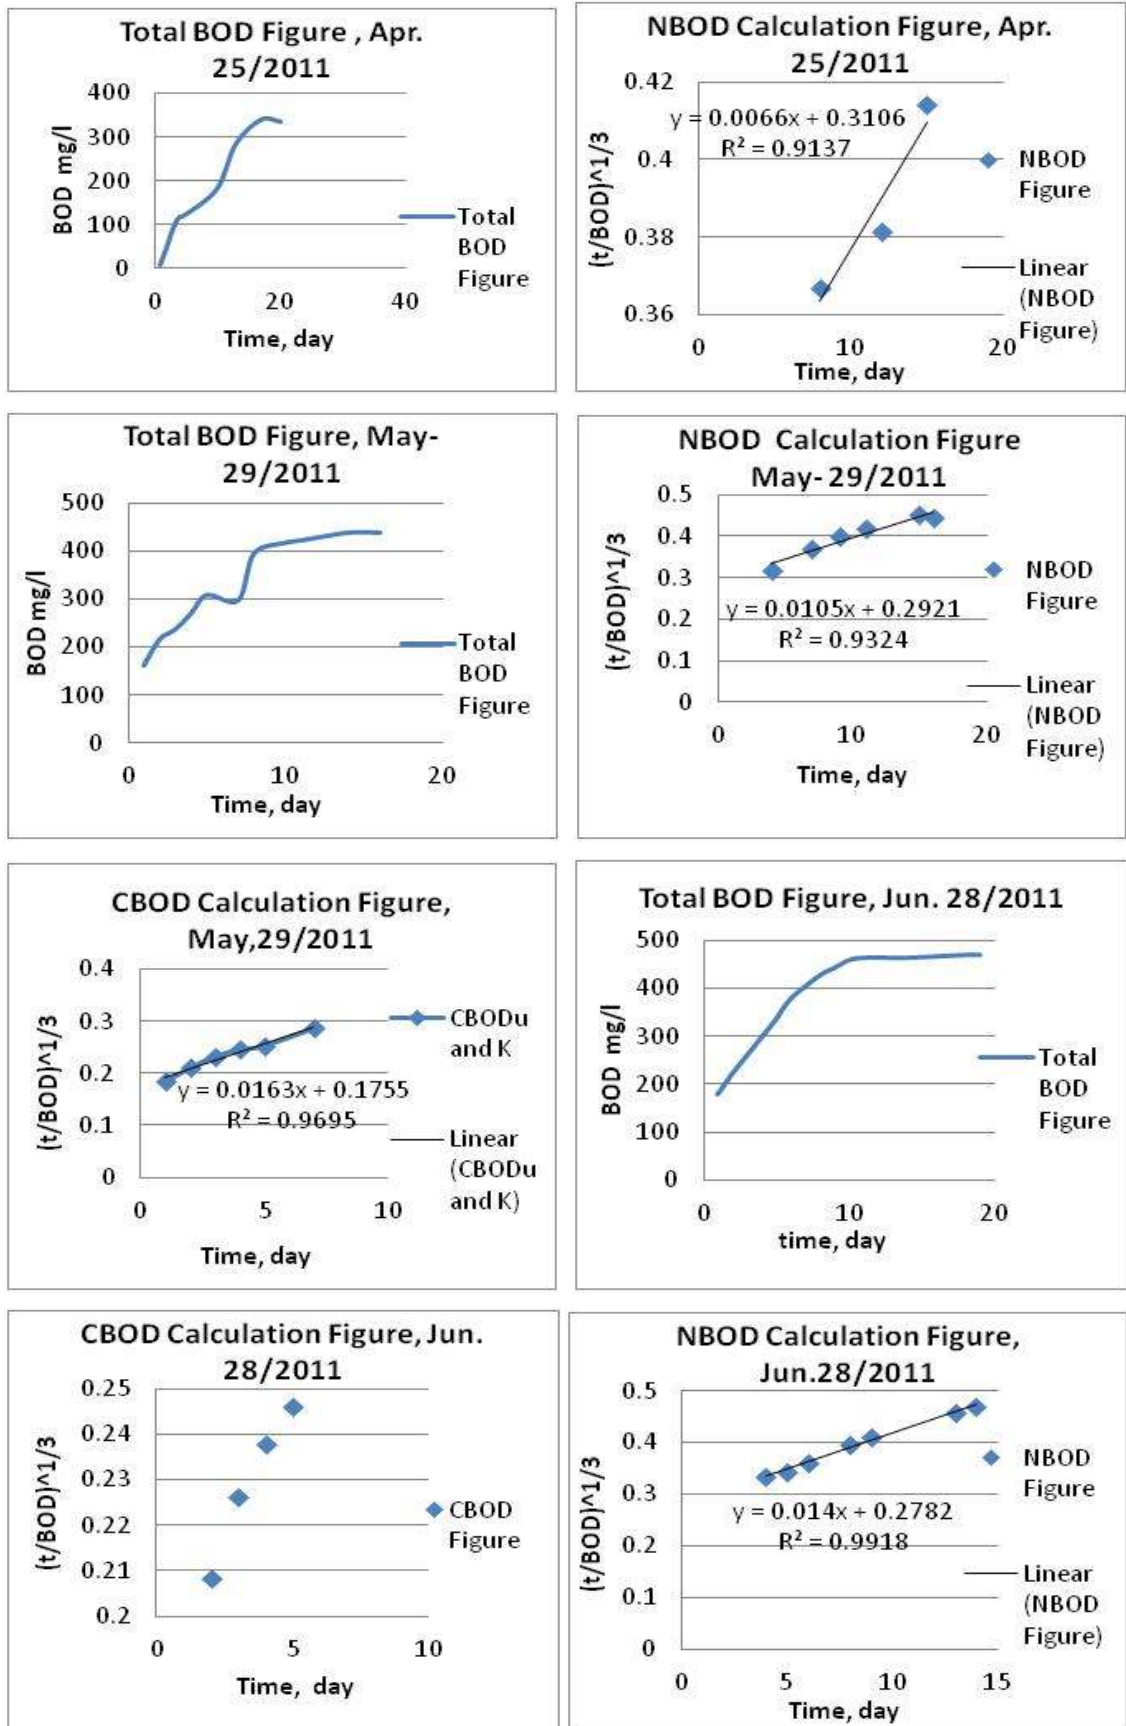 Total BOD Figure , Apr.
25/2011
400
300
200
100
0
BOD mg/l
0
20
40
Time, day
Total
BOD
Figure
NBOD Calculation Figure, Apr.
25/2011
0.42
0.4
0.38
0.36
(t/BOD)^1/3
y = 0.0066x + 0.3106
R² = 0.9137
0
10
20
Time, day
NBOD
Figure
Linear
(NBOD
Figure)
Total BOD Figure, May-
29/2011
500
400
300
200
100
0
BOD mg/l
0
10
20
Time, day
Total
BOD
Figure
NBOD Calculation Figure
May- 29/2011
0.5
0.4
0.3
0.2
0.1
0
(t/BOD)^1/3
y = 0.0105x + 0.2921
R² = 0.9324
0
10
20
Time, day
NBOD
Figure
Linear
(NBOD
Figure)
CBOD Calculation Figure,
May,29/2011
0.4
0.3
0.2
0.1
0
(t/BOD)^1/3
y = 0.0163x + 0.1755
R² = 0.9695
0
5
10
Time, day
CBODu
and K
Linear
(CBODu
and K)
Total BOD Figure, Jun. 28/2011
500
400
300
200
100
0
BOD mg/l
0
10
20
time, day
Total
BOD
Figure
CBOD Calculation Figure, Jun.
28/2011
0.25
0.24
0.23
0.22
0.21
0.2
(t/BOD)^1/3
0
5
10
Time, day
CBOD
Figure
NBOD Calculation Figure,
Jun.28/2011
0.5
0.4
0.3
0.2
0.1
0
(t/BOD)^1/3
y = 0.014x + 0.2782
R² = 0.9918
0
5
10
15
Time, day
NBOD
Figure
Linear
(NBOD
Figure)